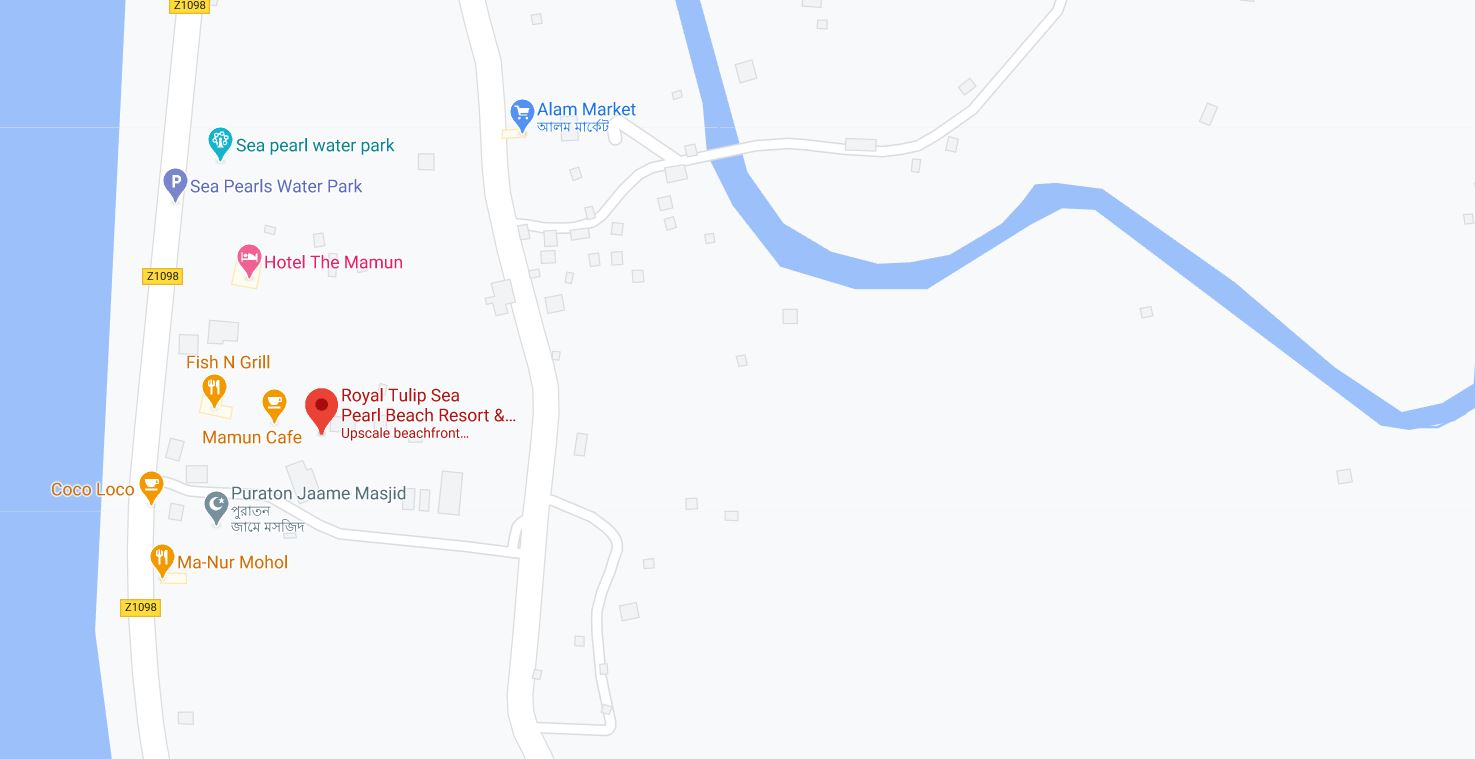 Z1098
Alam Market
আলম মার্কেট
Sea pearl water park
Sea Pearls Water Park
Hotel The Mamun
Z1098
Fish N Grill
Royal Tulip Sea
Pearl Beach Resort &...
Upscale beachfront...
Mamun Cafe
Coco Loco
Puraton Jaame Masjid
পুরাতন
জামে মসজিদ
Ma-Nur Mohol
Z1098